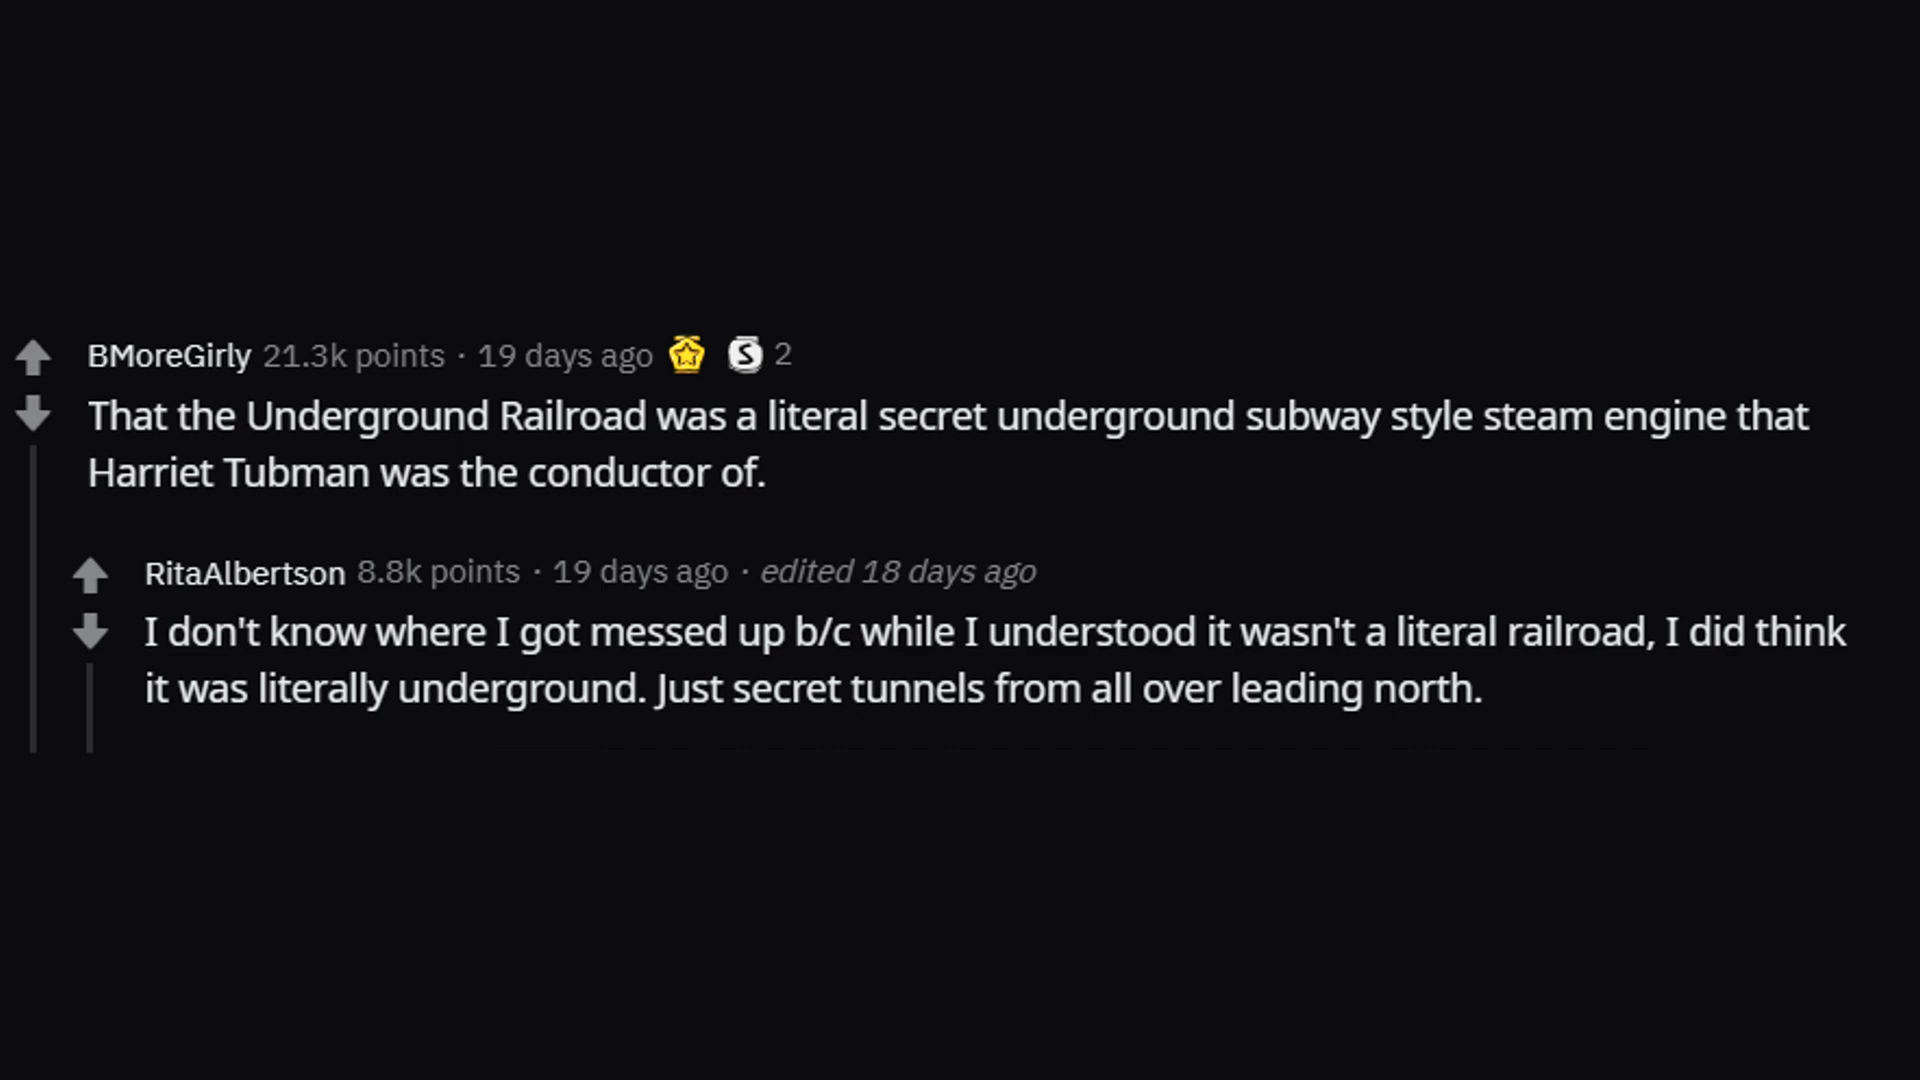 BMoreGirly 21.3k points · 19 days ago S 2
That the Underground Railroad was a literal secret underground subway style steam engine that
Harriet Tubman was the conductor of.
RitaAlbertson 8.8k points · 19 days ago · edited 18 days ago
I don't know where I got messed up b/c while I understood it wasn't a literal railroad, I did think
it was literally underground. Just secret tunnels from all over leading north.